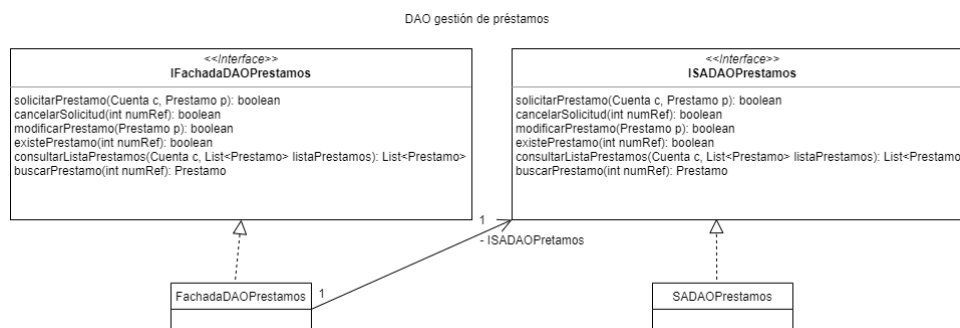 DAO gestión de préstamos
<<Interface>>
IFachadaDAOPrestamos
solicitarPrestamo(Cuenta c, Prestamo p): boolean
cancelarSolicitud(int numRef): boolean
modificarPrestamo(Prestamo p): boolean
existePrestamo(int numRef): boolean
consultarListaPrestamos(Cuenta c, List<Prestamo> listaPrestamos): List<Prestamo>
buscarPrestamo(int numRef): Prestamo
<<Interface>>
ISADAOPrestamos
solicitarPrestamo(Cuenta c, Prestamo p): boolean
cancelarSolicitud(int numRef): boolean
modificarPrestamo(Prestamo p): boolean
existePrestamo(int numRef): boolean
consultarListaPrestamos(Cuenta c, List<Prestamo> listaPrestamos): List<Prestamo
buscarPrestamo(int numRef): Prestamo
1
- ISADAOPretamos
FachadaDAOPrestamos
1
SADAOPrestamos